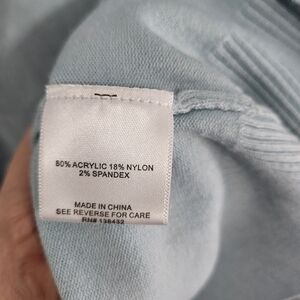 80% ACRYLIC 18% NYLON
2% SPANDEX
MADE IN CHINA
SEE REVERSE FOR CARE
RN# 138432